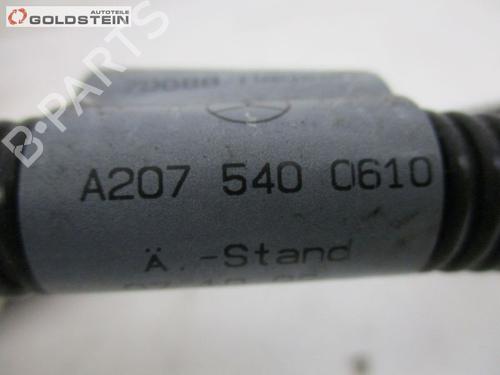 AUTOTEILE
GOLDSTEIN
B-PARTS
A207 540 0610
Ä.-Stand